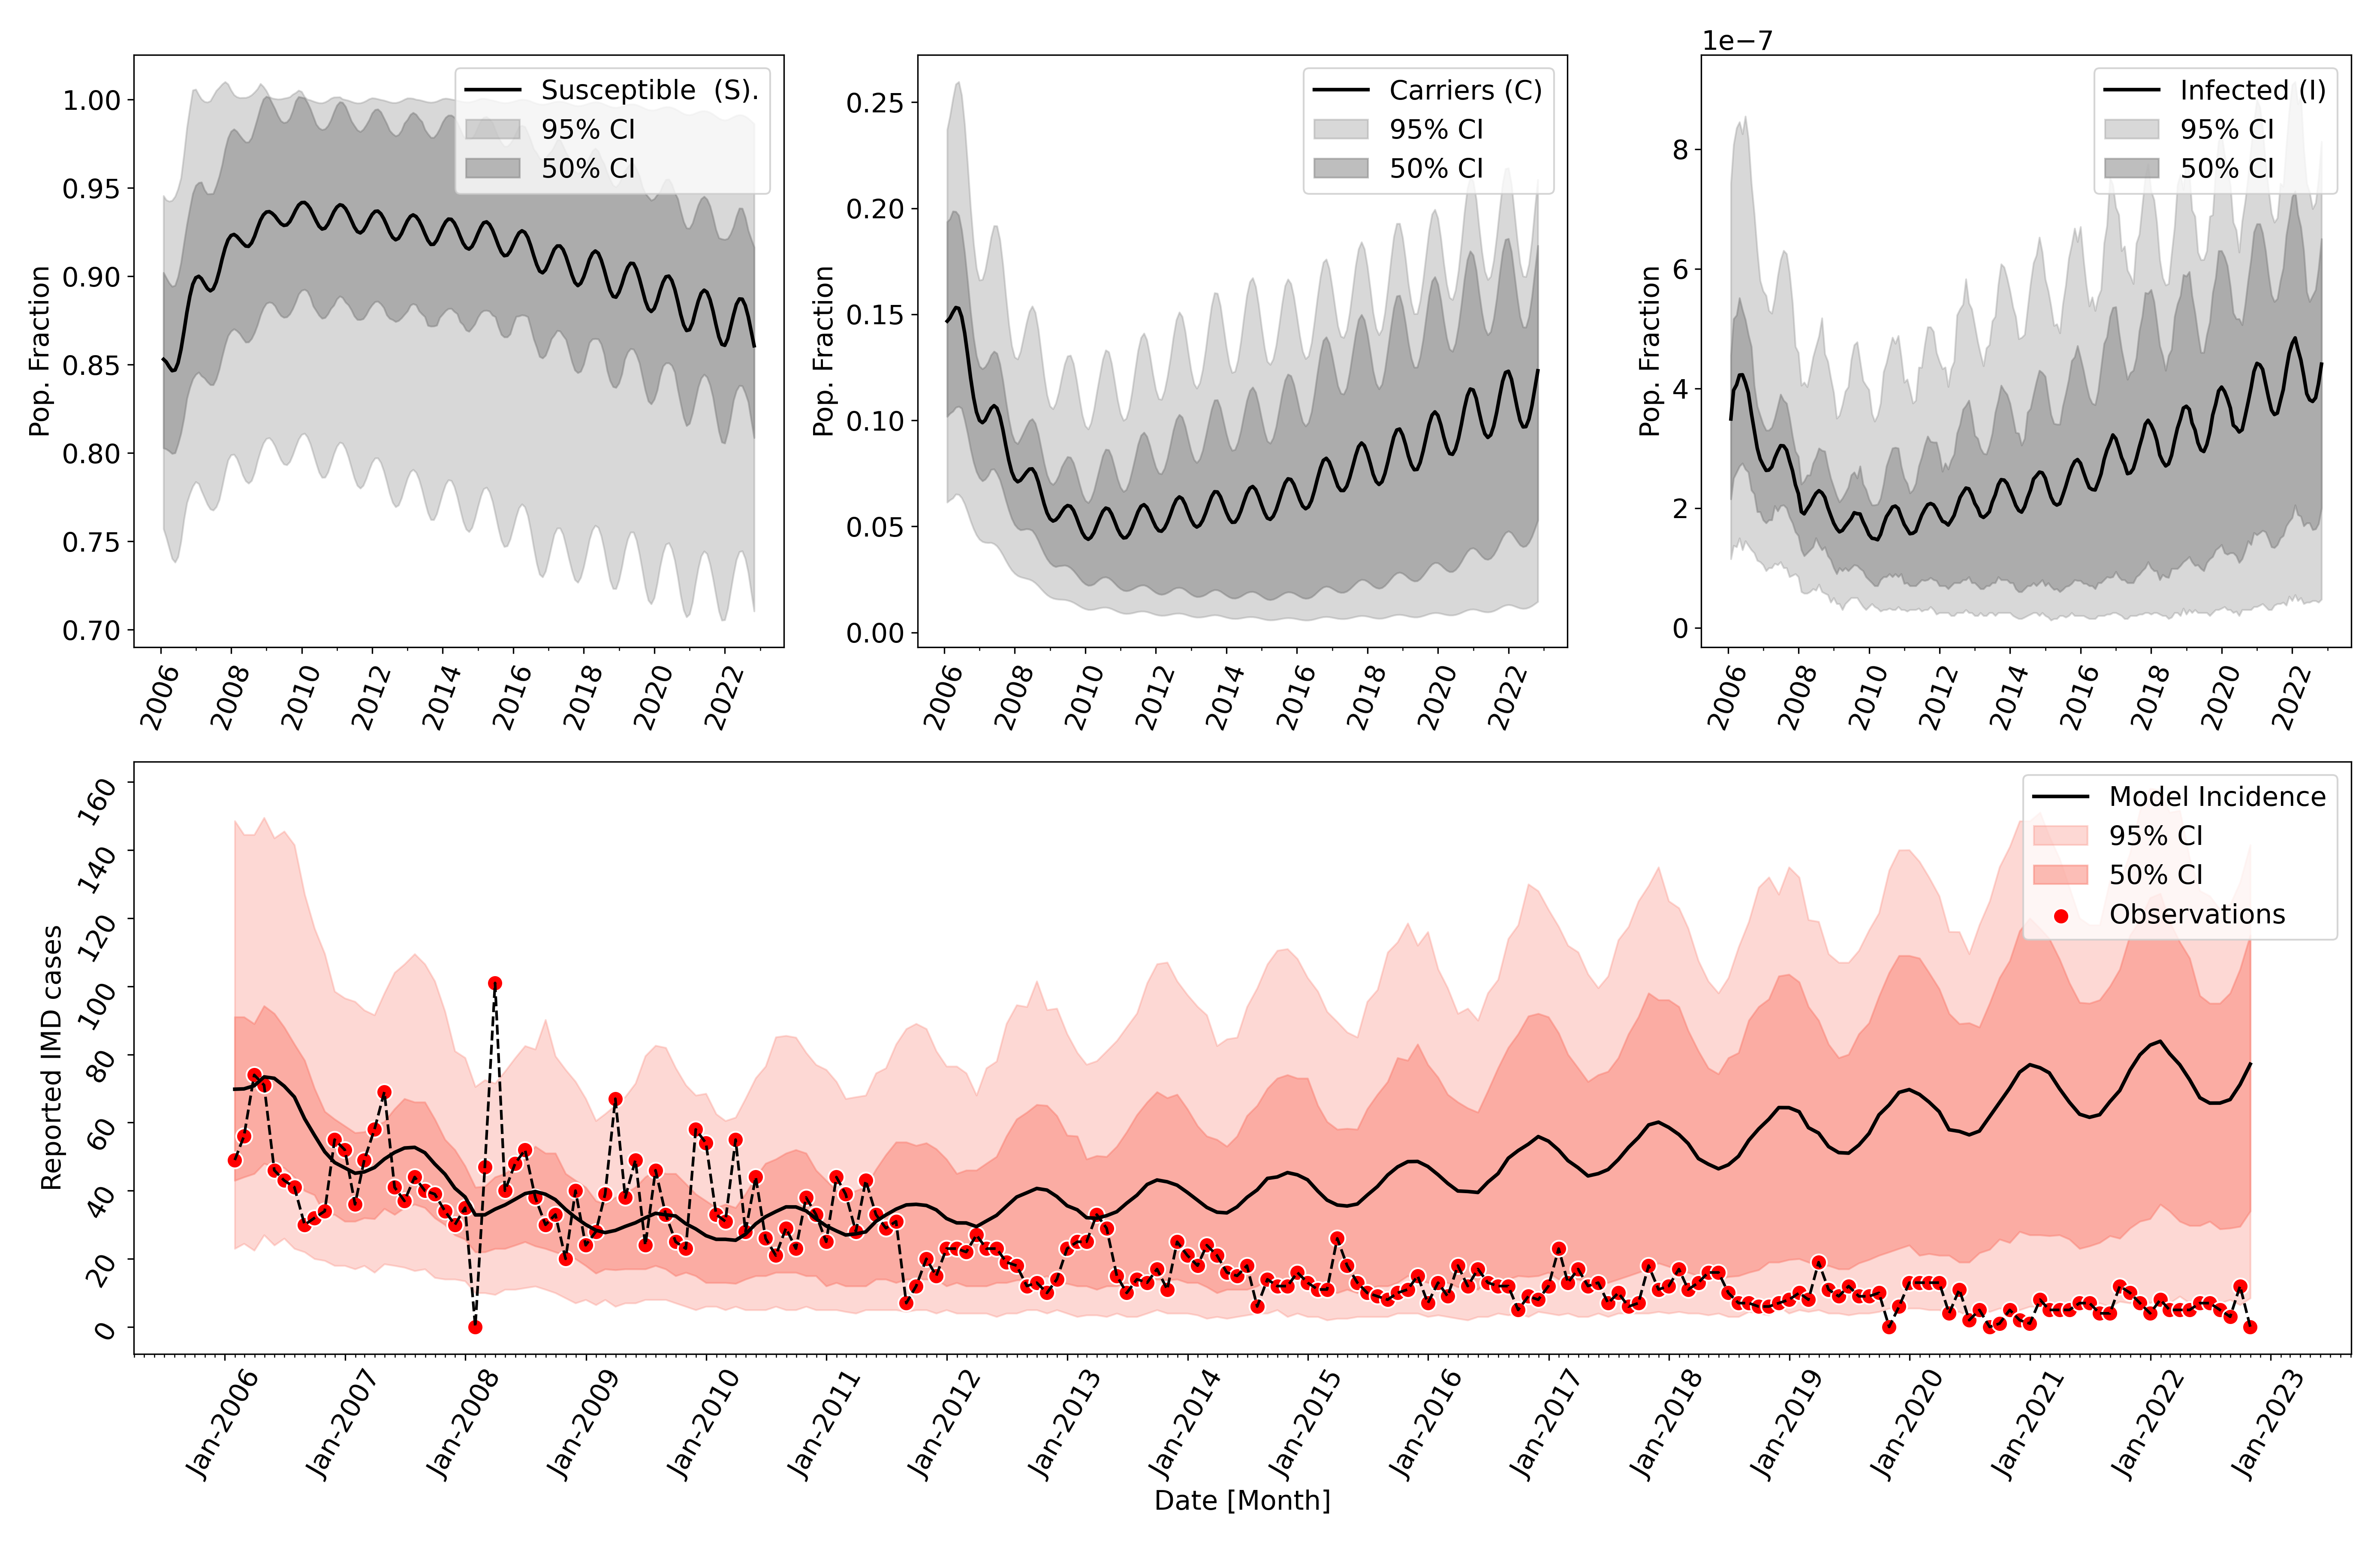 1e−7
Susceptible  (S).
95% CI
50% CI
Carriers (C)
95% CI
50% CI
Infected (I)
95% CI
50% CI
Pop. Fraction
1.00
0.95
0.90
0.85
0.80
0.75
0.70
2006
2008
2010
2012
2014
2016
2018
2020
2022
Pop. Fraction
0.25
0.20
0.15
0.10
0.05
0.00
2006
2008
2010
2012
2014
2016
2018
2020
2022
Pop. Fraction
8
6
4
2
0
2006
2008
2010
2012
2014
2016
2018
2020
2022
Model Incidence
95% CI
50% CI
Observations
Reported IMD cases
160
140
120
100
80
60
40
20
0
Jan-2006
Jan-2007
Jan-2008
Jan-2009
Jan-2010
Jan-2011
Jan-2012
Jan-2013
Jan-2014
Jan-2015
Jan-2016
Jan-2017
Jan-2018
Jan-2019
Jan-2020
Jan-2021
Jan-2022
Jan-2023
Date [Month]